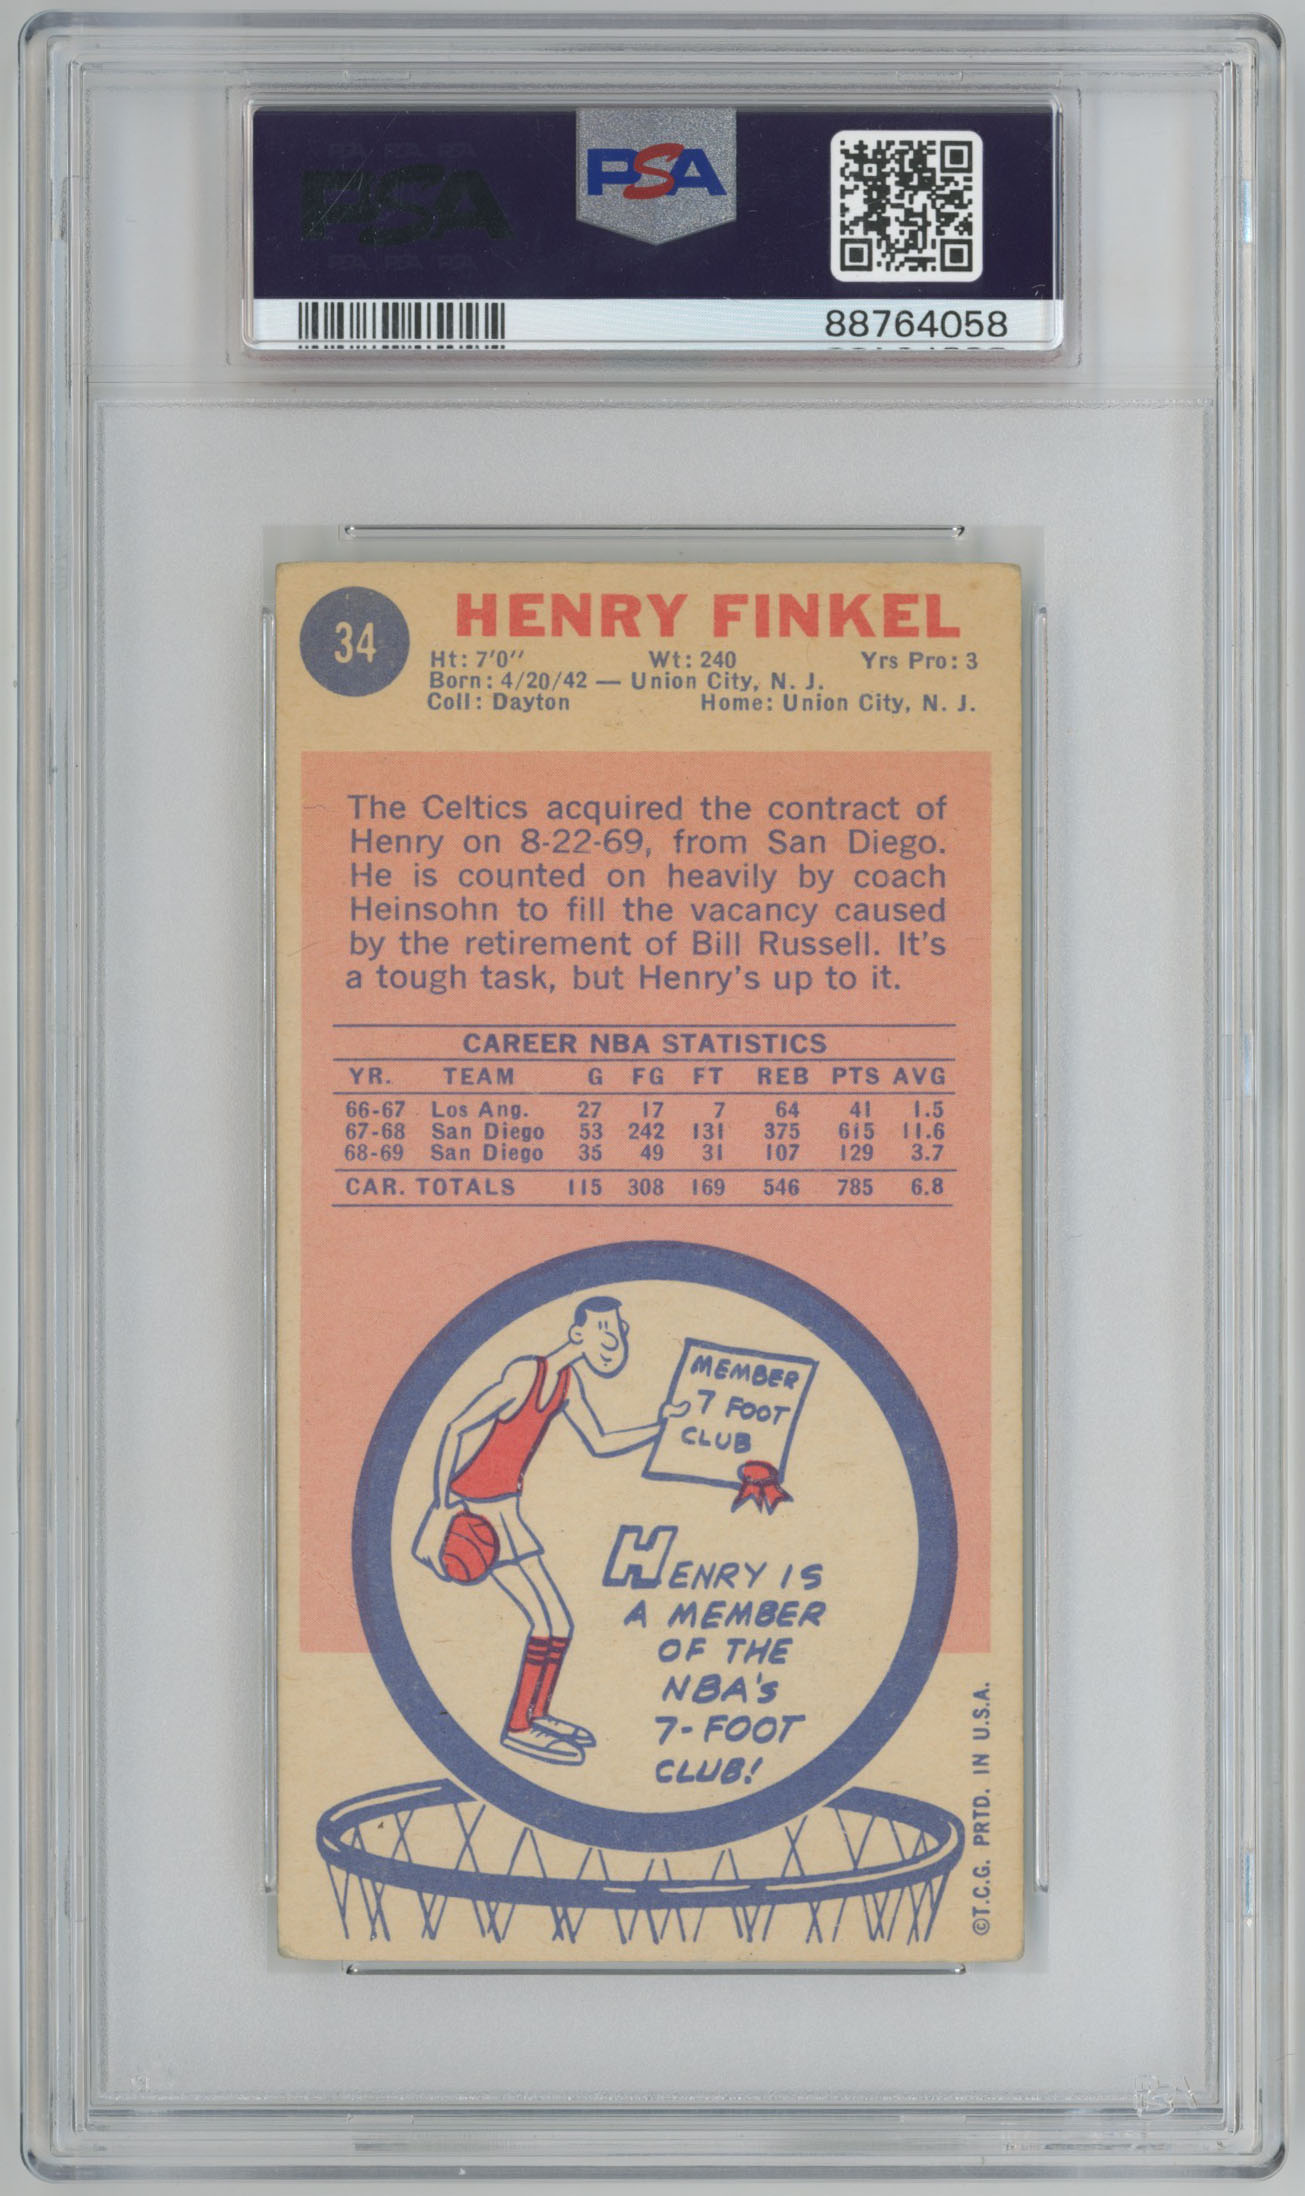 PSA
PSA
88764058
34
HENRY FINKEL
Ht: 7'0" Wt: 240 Yrs Pro: 3
Born: 4/20/42 — Union City, N. J.
Coll: Dayton Home: Union City, N. J.
The Celtics acquired the contract of
Henry on 8-22-69, from San Diego.
He is counted on heavily by coach
Heinsohn to fill the vacancy caused
by the retirement of Bill Russell. It's
a tough task, but Henry's up to it.
CAREER NBA STATISTICS
YR. TEAM G FG FT REB PTS AVG
66-67 Los Ang. 27 17 7 64 41 1.5
67-68 San Diego 53 242 131 375 615 11.6
68-69 San Diego 35 49 31 107 129 3.7
CAR. TOTALS 115 308 169 546 785 6.8
MEMBER
7 FOOT
CLUB
HENRY IS
A MEMBER
OF THE
NBA'S
7-FOOT
CLUB!
©T.C.G. PRTD. IN U.S.A.
PSA